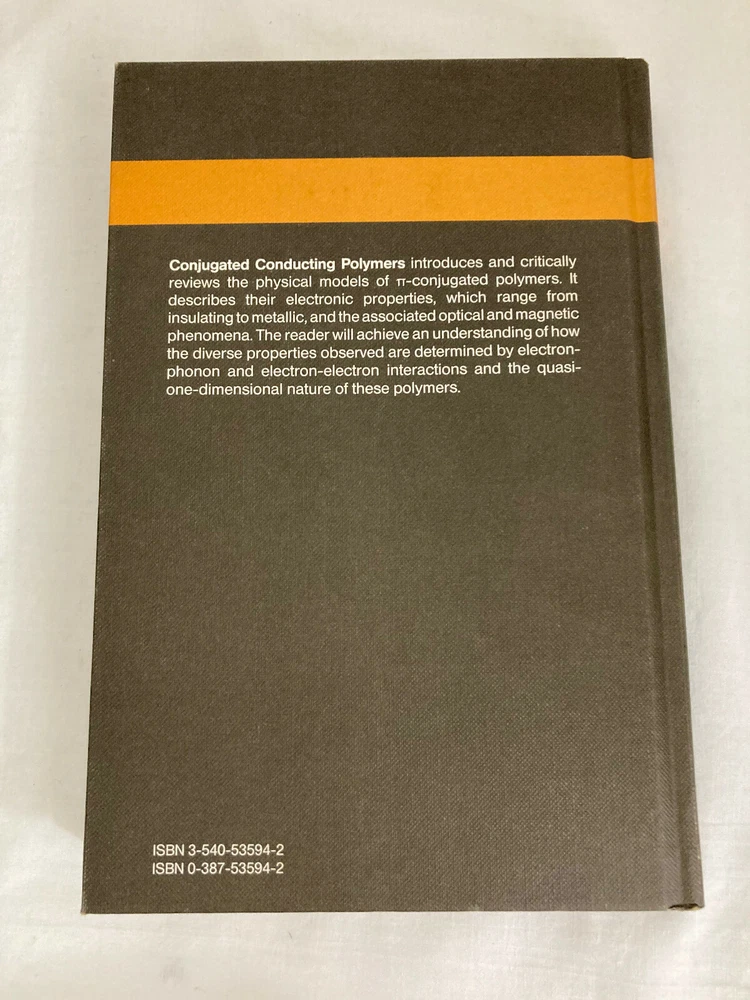 Conjugated Conducting Polymers introduces and critically
reviews the physical models of π-conjugated polymers. It
describes their electronic properties, which range from
insulating to metallic, and the associated optical and magnetic
phenomena. The reader will achieve an understanding of how
the diverse properties observed are determined by electron-
phonon and electron-electron interactions and the quasi-
one-dimensional nature of these polymers.
ISBN 3-540-53594-2
ISBN 0-387-53594-2